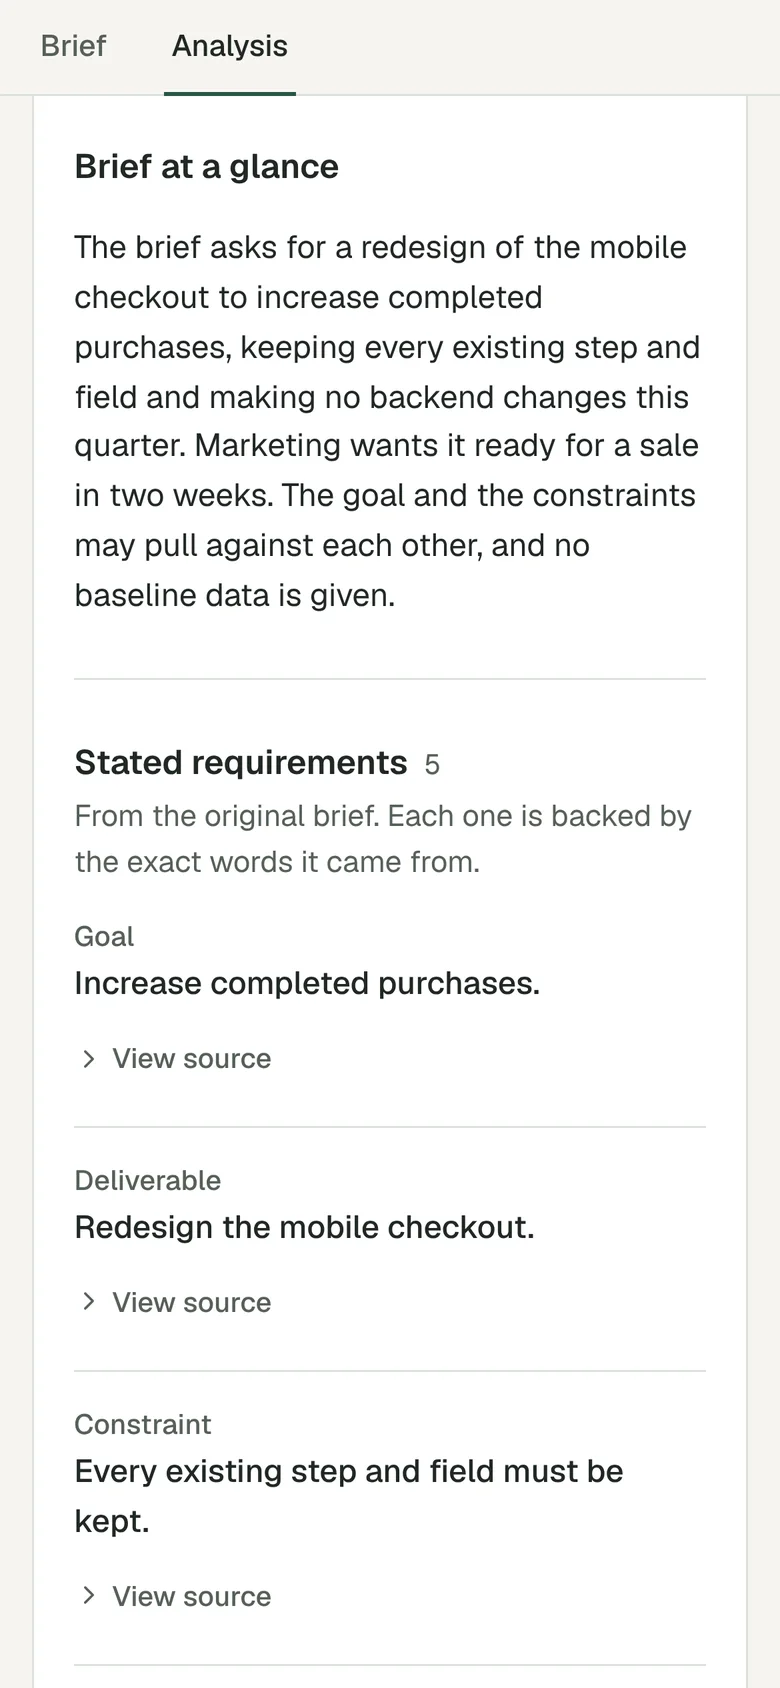 Brief
Analysis
Brief at a glance
The brief asks for a redesign of the mobile
checkout to increase completed
purchases, keeping every existing step and
field and making no backend changes this
quarter. Marketing wants it ready for a sale
in two weeks. The goal and the constraints
may pull against each other, and no
baseline data is given.
Stated requirements 5
From the original brief. Each one is backed by
the exact words it came from.
Goal
Increase completed purchases.
View source
Deliverable
Redesign the mobile checkout.
View source
Constraint
Every existing step and field must be
kept.
View source